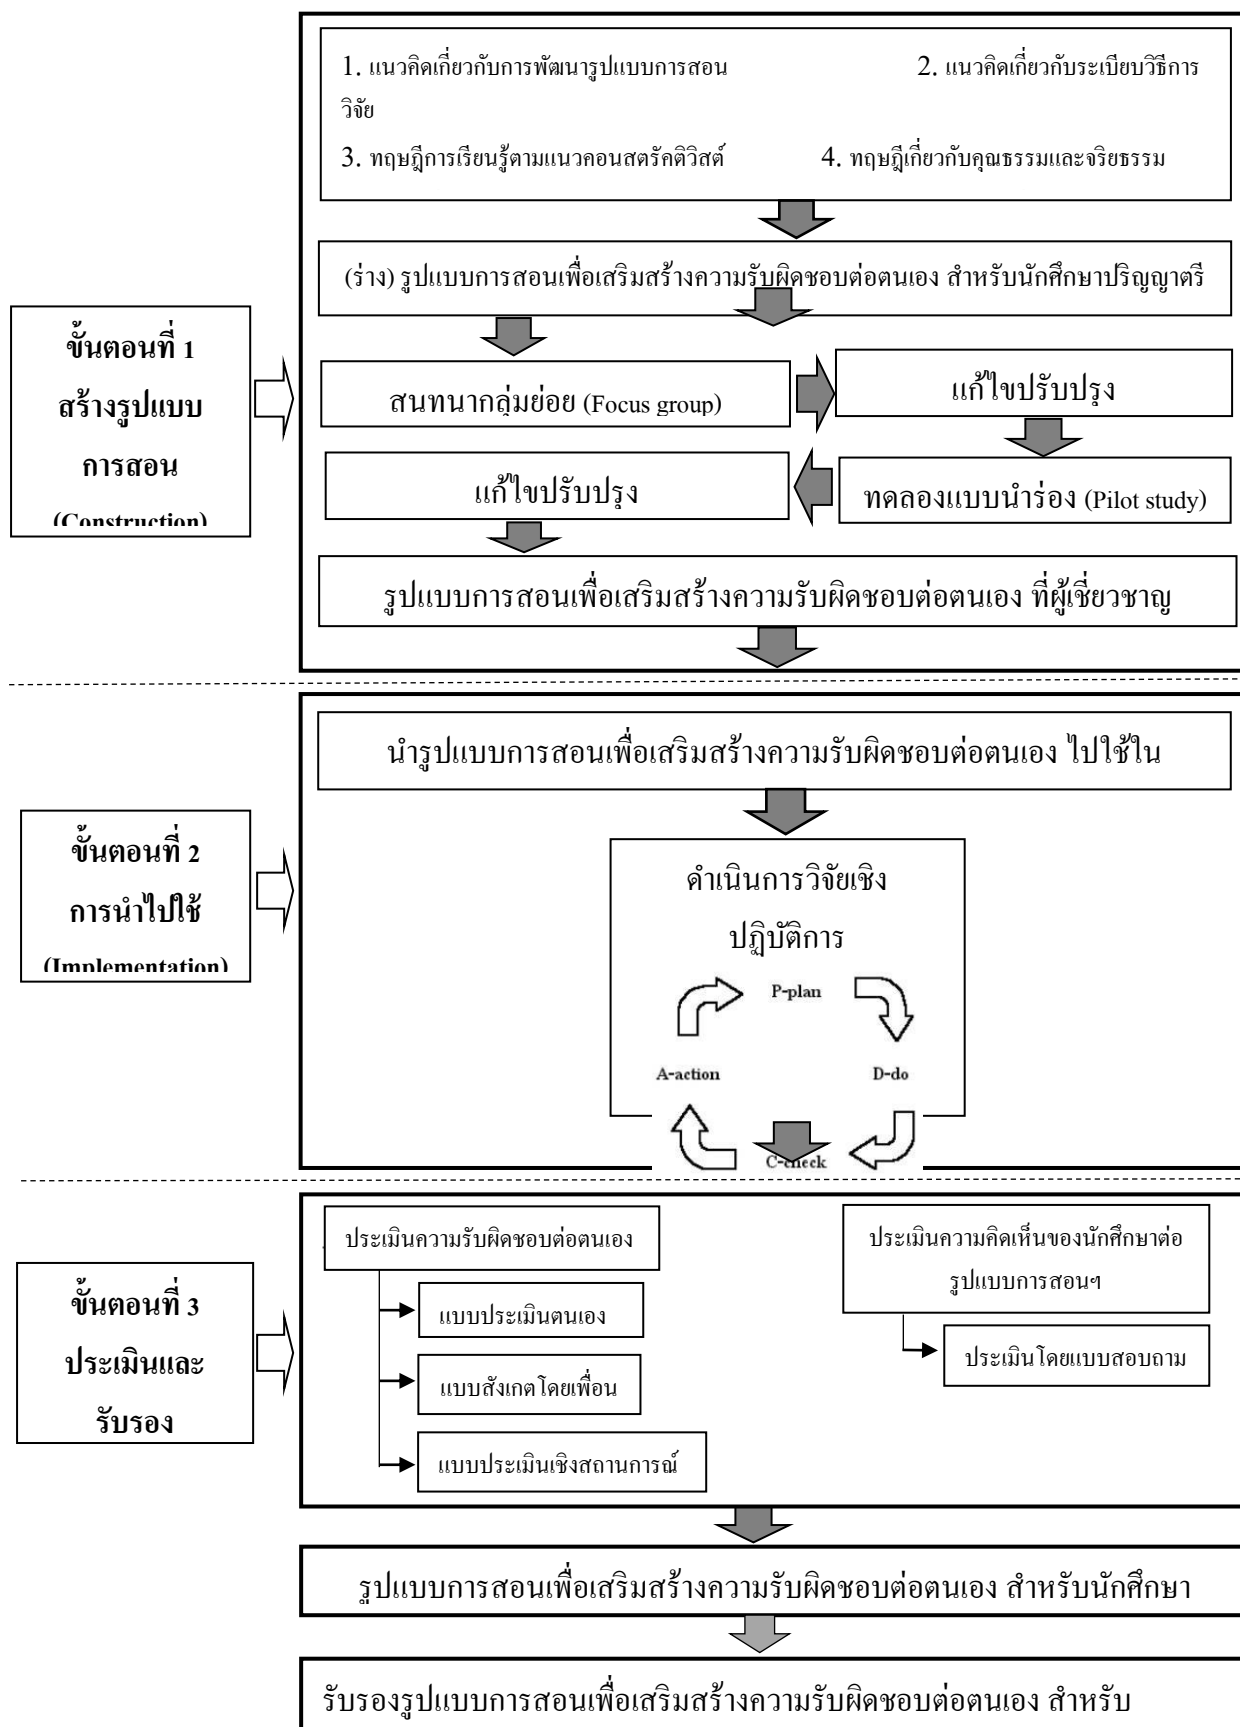 1. แนวคิดเกี่ยวกับการพัฒนารูปแบบการสอน 2. แนวคิดเกี่ยวกับระเบียบวิธีการ
วิจัย
3. ทฤษฎีการเรียนรู้ตามแนวคอนสตรัคติวิสต์ 4. ทฤษฎีเกี่ยวกับคุณธรรมและจริยธรรม
(ร่าง) รูปแบบการสอนเพื่อเสริมสร้างความรับผิดชอบต่อตนเอง สำหรับนักศึกษาปริญญาตรี
ขั้นตอนที่ 1
สร้างรูปแบบ
การสอน
(Construction)
สนทนากลุ่มย่อย (Focus group)
แก้ไขปรับปรุง
แก้ไขปรับปรุง
ทดลองแบบนำร่อง (Pilot study)
รูปแบบการสอนเพื่อเสริมสร้างความรับผิดชอบต่อตนเอง ที่ผู้เชี่ยวชาญ
นำรูปแบบการสอนเพื่อเสริมสร้างความรับผิดชอบต่อตนเอง ไปใช้ใน
ขั้นตอนที่ 2
การนำไปใช้
(Implementation)
ดำเนินการวิจัยเชิง
ปฏิบัติการ
P-plan
A-action
D-do
C-check
ขั้นตอนที่ 3
ประเมินและ
รับรอง
ประเมินความรับผิดชอบต่อตนเอง
แบบประเมินตนเอง
แบบสังเกตโดยเพื่อน
แบบประเมินเชิงสถานการณ์
ประเมินความคิดเห็นของนักศึกษาต่อ
รูปแบบการสอนฯ
ประเมินโดยแบบสอบถาม
รูปแบบการสอนเพื่อเสริมสร้างความรับผิดชอบต่อตนเอง สำหรับนักศึกษา
รับรองรูปแบบการสอนเพื่อเสริมสร้างความรับผิดชอบต่อตนเอง สำหรับ